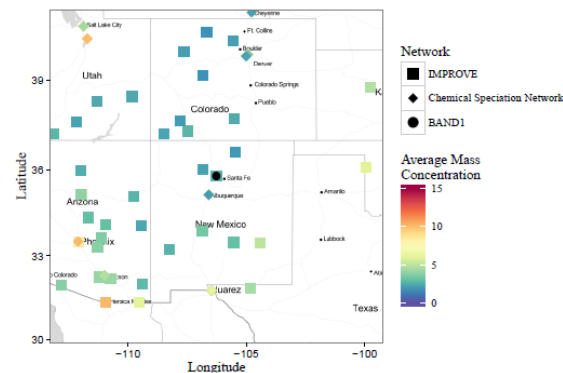 Cheyenne
Salt Lake City
Ft. Collins
Boulder
Denver
Utah
Colorado Springs
Colorado
Pueblo
Santa Fe
Albuquerque
Amarillo
Arizona
New Mexico
Phoenix
Lubbock
Colorado
Texas
39
36
33
30
Latitude
−110
−105
−100
Longitude
Network
IMPROVE
Chemical Speciation Network
BAND1
Average Mass
Concentration
15
10
5
0